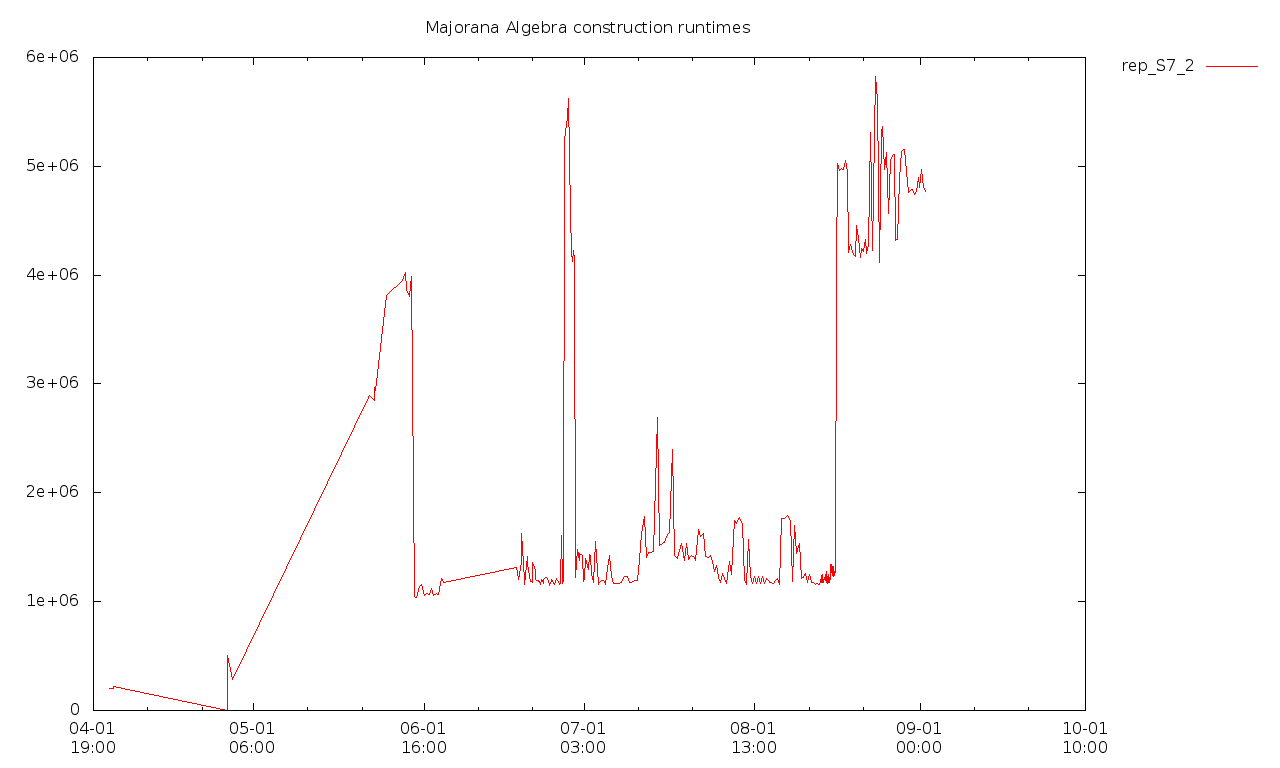 Majorana Algebra construction runtimes
rep_S7_2
6e+06
5e+06
4e+06
3e+06
2e+06
1e+06
0
04-01 05-01 06-01 07-01 08-01 09-01 10-01
19:00 06:00 16:00 03:00 13:00 00:00 10:00